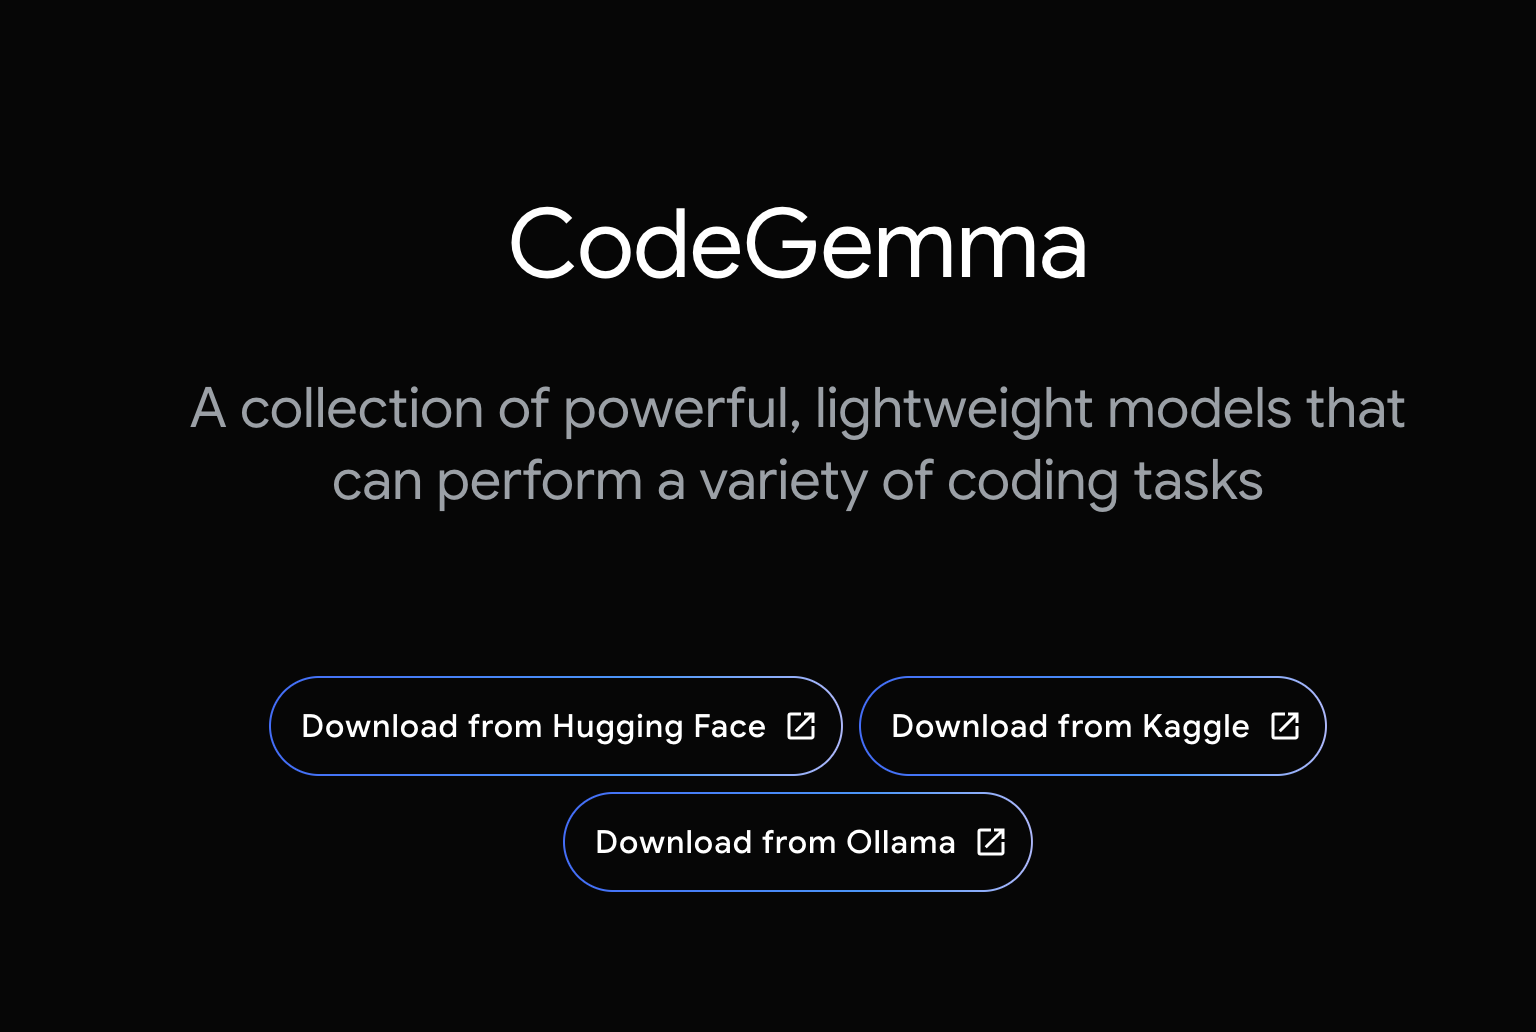 CodeGemma
A collection of powerful, lightweight models that
can perform a variety of coding tasks
Download from Hugging Face
Download from Kaggle
Download from Ollama